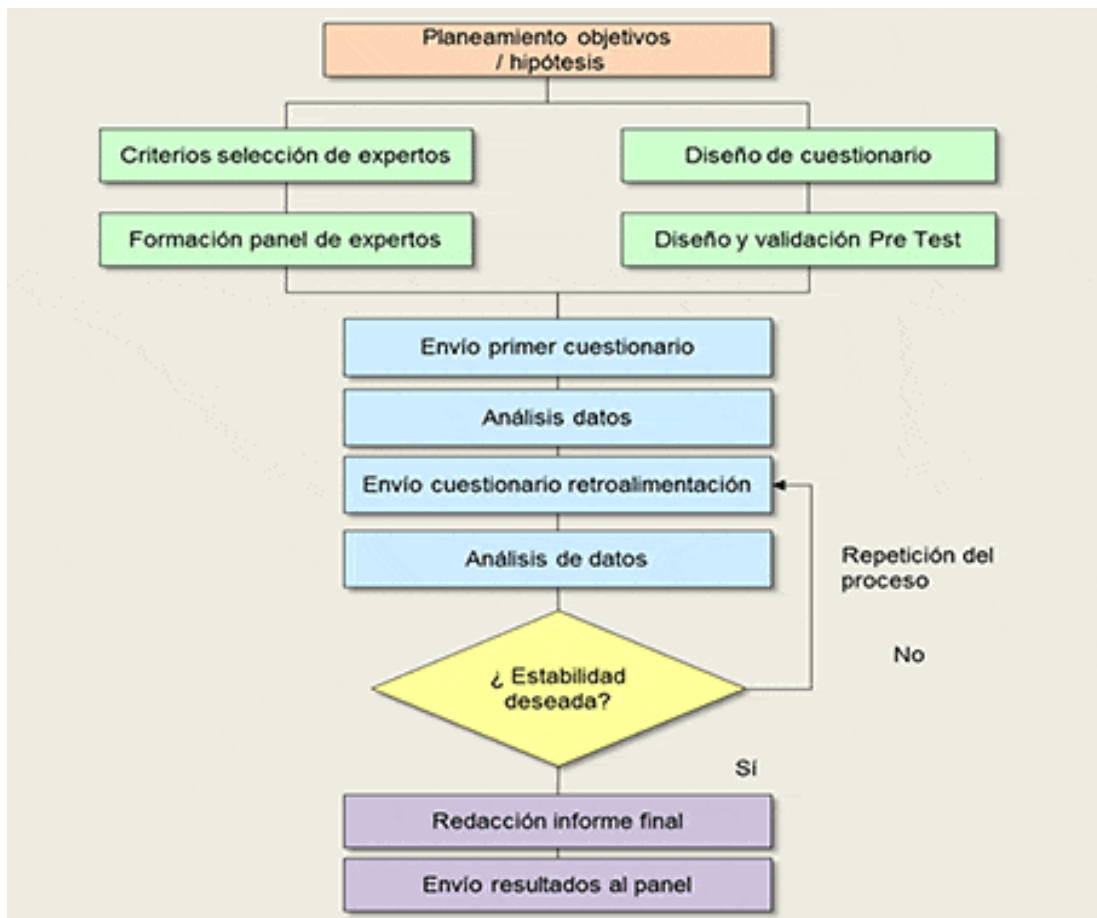 Planeamiento objetivos
/ hipótesis
Criterios selección de expertos
Diseño de cuestionario
Formación panel de expertos
Diseño y validación Pre Test
Envío primer cuestionario
Análisis datos
Envío cuestionario retroalimentación
Análisis de datos
Repetición del
proceso
No
¿ Estabilidad
deseada?
Sí
Redacción informe final
Envío resultados al panel